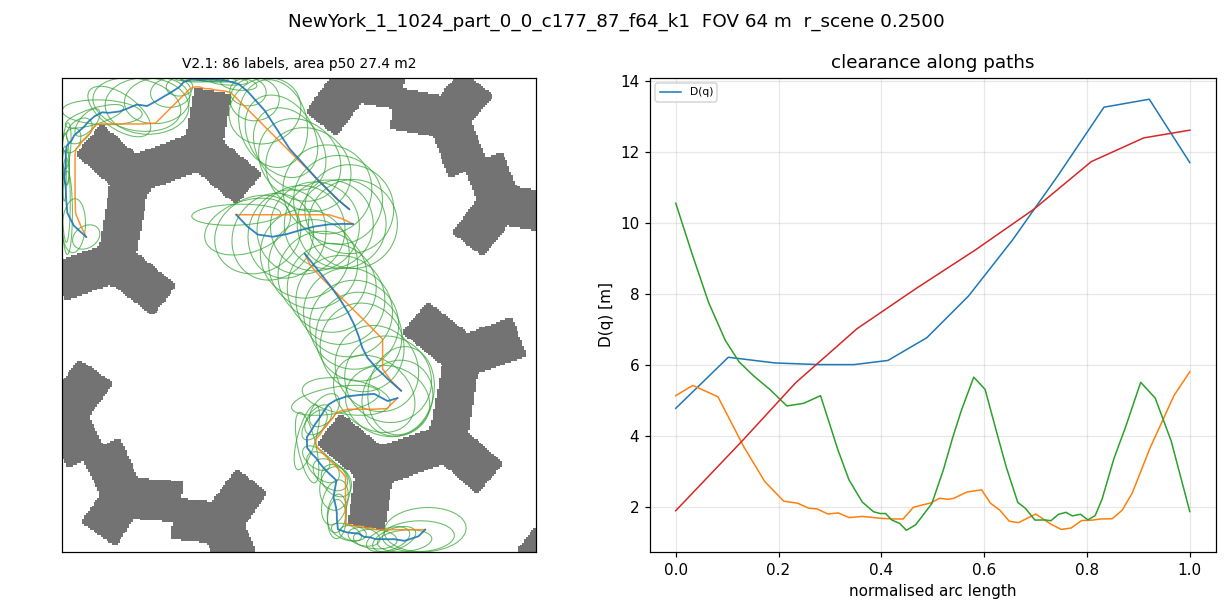 NewYork_1_1024_part_0_0_c177_87_f64_k1  FOV 64 m  r_scene 0.2500
V2.1: 86 labels, area p50 27.4 m2
clearance along paths
D(q)
D(q) [m]
14
12
10
8
6
4
2
0.0 0.2 0.4 0.6 0.8 1.0
normalised arc length